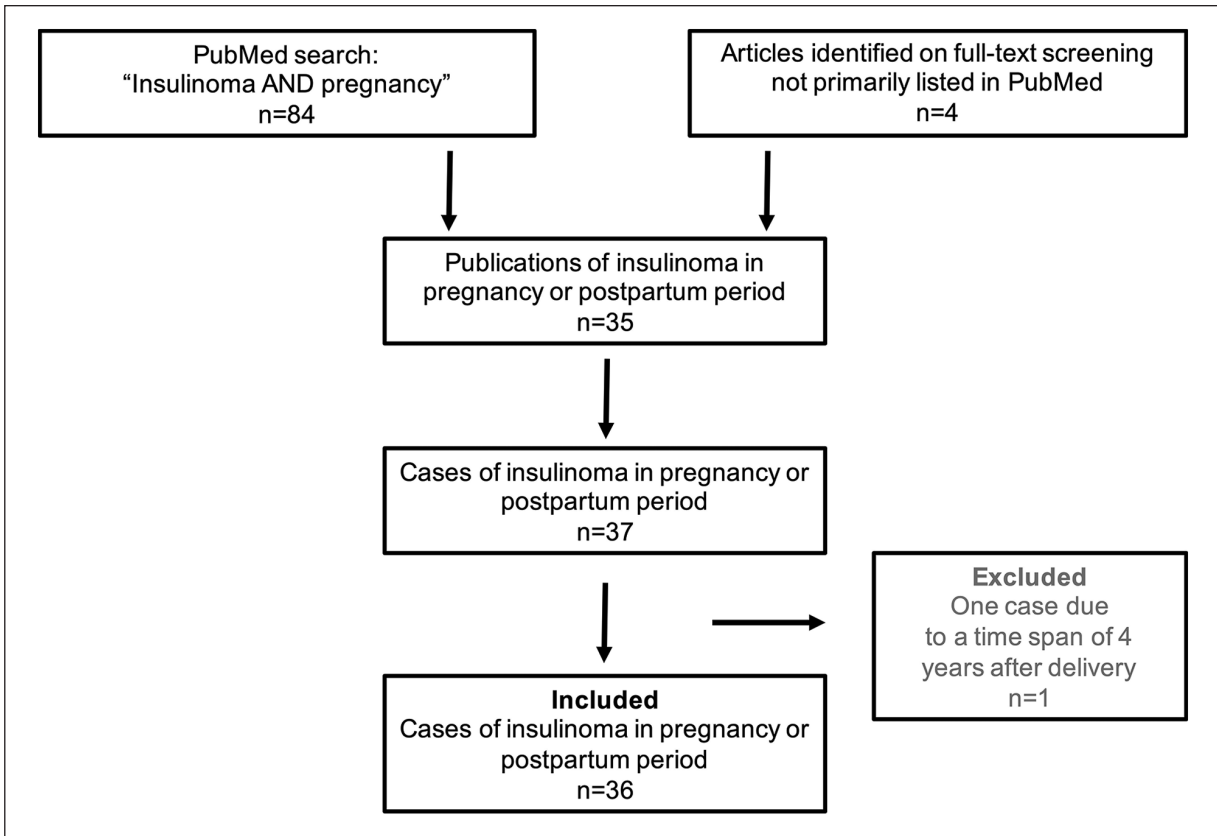 PubMed search:
“Insulinoma AND pregnancy”
n=84
Articles identified on full-text screening
not primarily listed in PubMed
n=4
Publications of insulinoma in
pregnancy or postpartum period
n=35
Cases of insulinoma in pregnancy or
postpartum period
n=37
Excluded
One case due
to a time span of 4
years after delivery
n=1
Included
Cases of insulinoma in pregnancy or
postpartum period
n=36